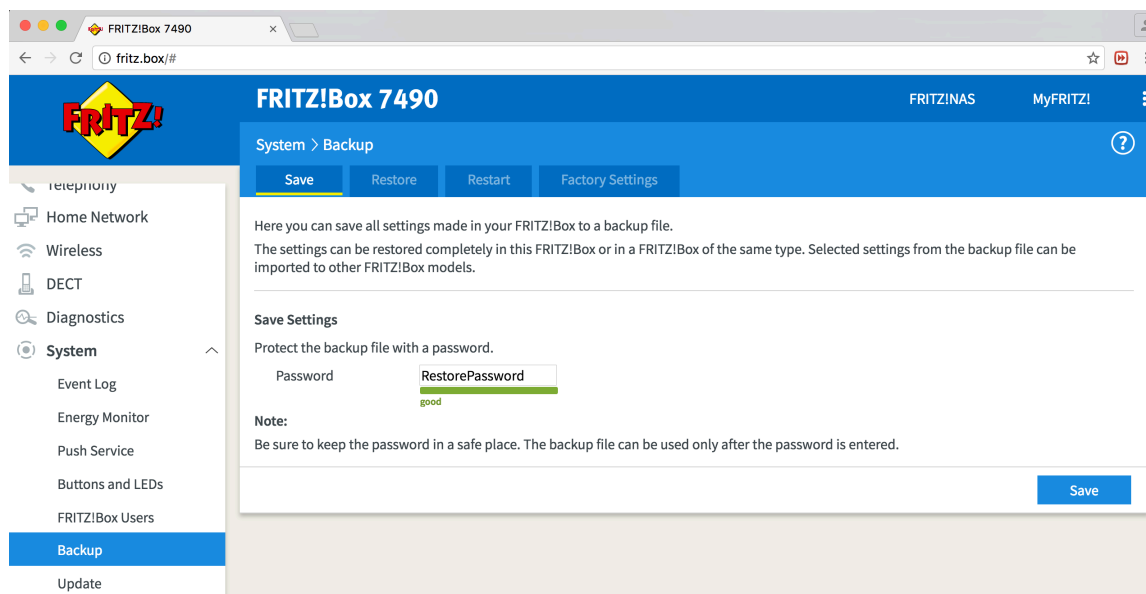 FRITZ!Box 7490
fritz.box/#
FRITZ!
FRITZ!Box 7490
FRITZ!NAS
MyFRITZ!
System > Backup
?
Save
Restore
Restart
Factory Settings
Telephony
Home Network
Wireless
DECT
Diagnostics
System
Event Log
Energy Monitor
Push Service
Buttons and LEDs
FRITZ!Box Users
Backup
Update
Here you can save all settings made in your FRITZ!Box to a backup file.
The settings can be restored completely in this FRITZ!Box or in a FRITZ!Box of the same type. Selected settings from the backup file can be
imported to other FRITZ!Box models.
Save Settings
Protect the backup file with a password.
Password
RestorePassword
good
Note:
Be sure to keep the password in a safe place. The backup file can be used only after the password is entered.
Save